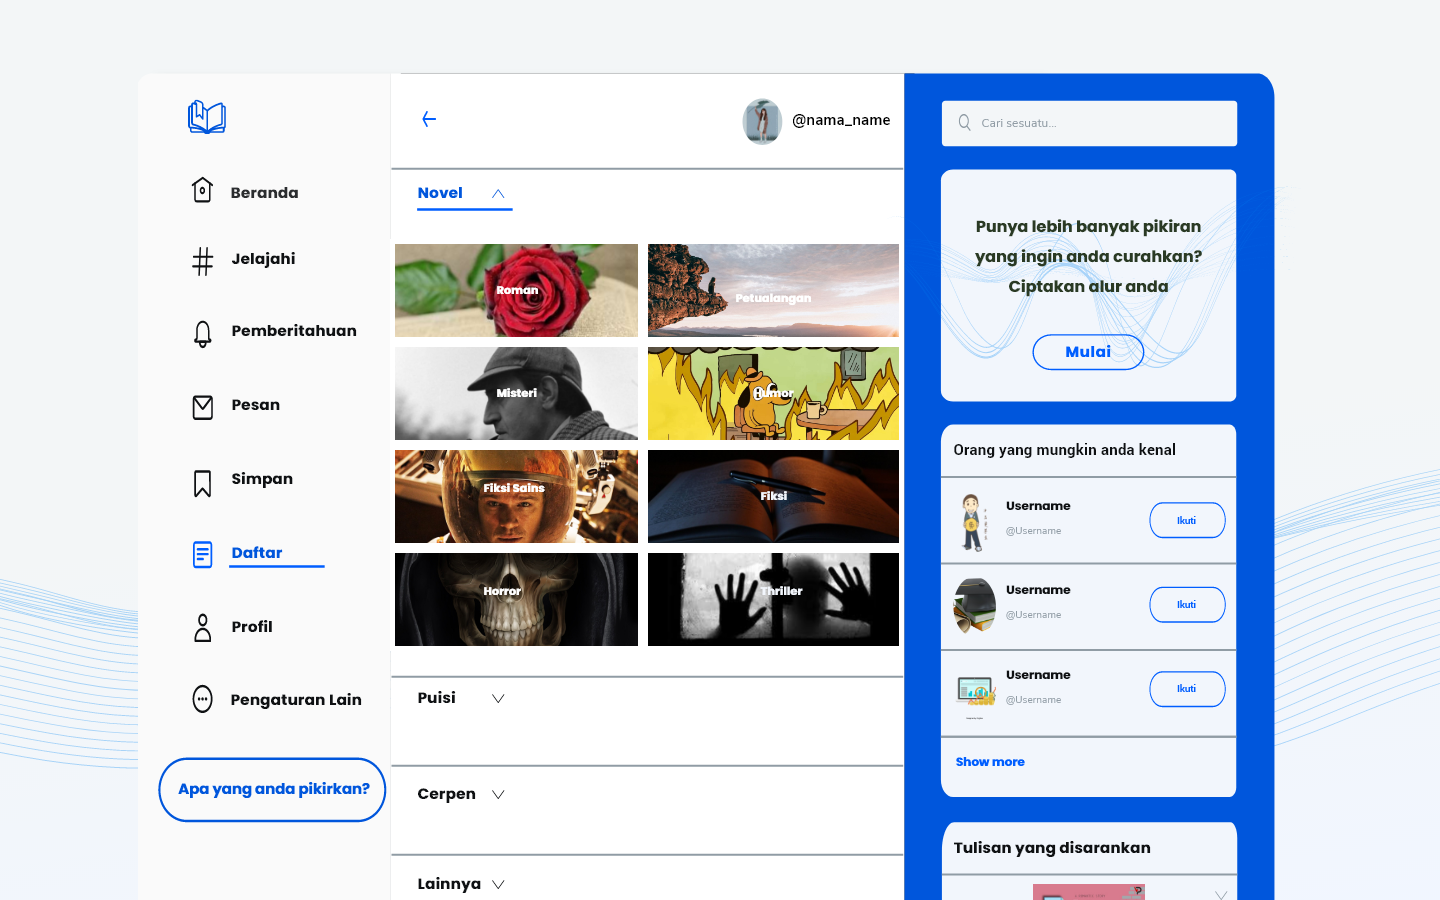 Beranda
Jelajahi
Pemberitahuan
Pesan
Simpan
Daftar
Profil
Pengaturan Lain
Apa yang anda pikirkan?
@nama_name
Novel
Roman
Petualangan
Misteri
Humor
Fiksi Sains
Fiksi
Horror
Thriller
Puisi
Cerpen
Lainnya
Cari sesuatu...
Punya lebih banyak pikiran
yang ingin anda curahkan?
Ciptakan alur anda
Mulai
Orang yang mungkin anda kenal
Username
@Username
Ikuti
Username
@Username
Ikuti
Username
@Username
Ikuti
Show more
Tulisan yang disarankan